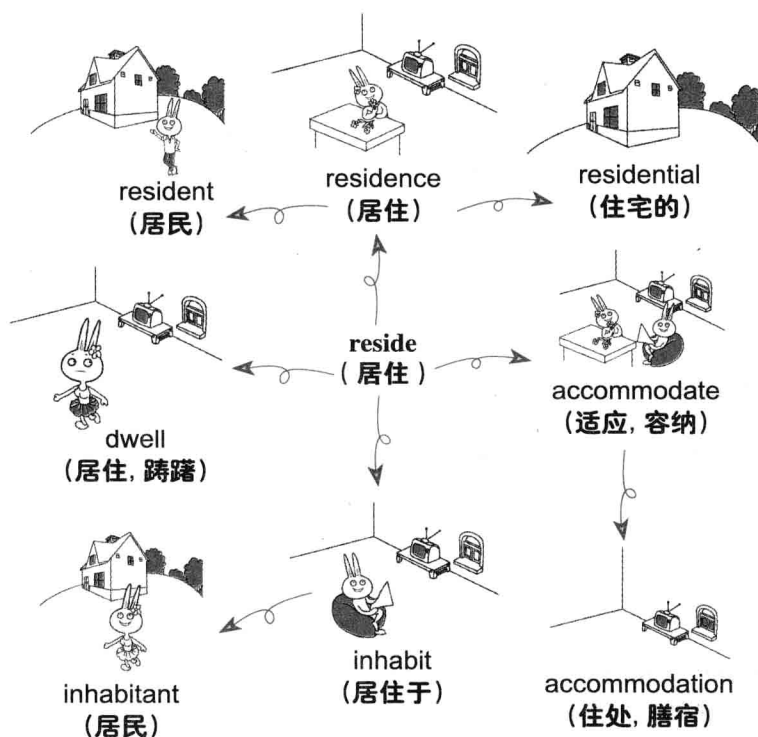 resident
(居民)
residence
(居住)
residential
(住宅的)
reside
(居住)
dwell
(居住, 踌躇)
accommodate
(适应, 容纳)
inhabitant
(居民)
inhabit
(居住于)
accommodation
(住处, 膳宿)